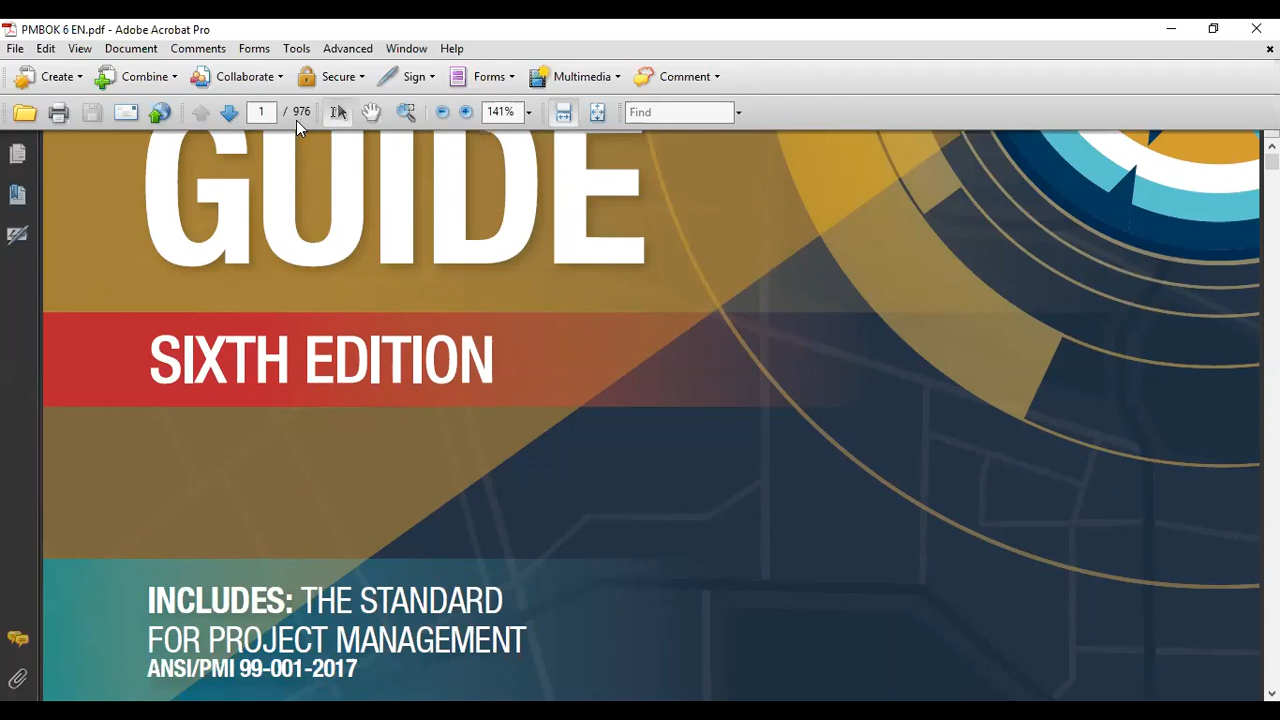 PMBOK 6 EN.pdf - Adobe Acrobat Pro
File Edit View Document Comments Forms Tools Advanced Window Help
Create Combine Collaborate Secure Sign Forms Multimedia Comment
1 / 976 141% Find
GUIDE
SIXTH EDITION
INCLUDES: THE STANDARD
FOR PROJECT MANAGEMENT
ANSI/PMI 99-001-2017